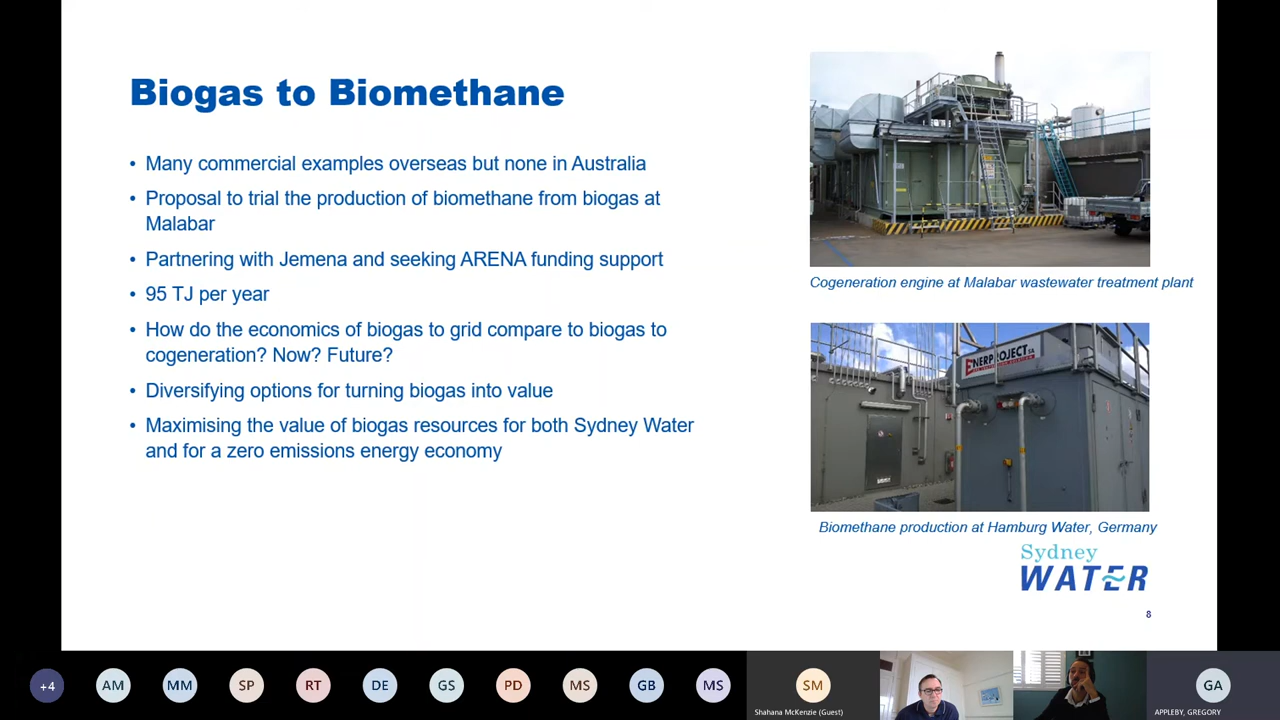 Biogas to Biomethane
• Many commercial examples overseas but none in Australia
• Proposal to trial the production of biomethane from biogas at
Malabar
• Partnering with Jemena and seeking ARENA funding support
• 95 TJ per year
• How do the economics of biogas to grid compare to biogas to
cogeneration? Now? Future?
• Diversifying options for turning biogas into value
• Maximising the value of biogas resources for both Sydney Water
and for a zero emissions energy economy
Cogeneration engine at Malabar wastewater treatment plant
ENERPROJECT SA
Biomethane production at Hamburg Water, Germany
Sydney
WATER
8
+4
AM
MM
SP
RT
DE
GS
PD
MS
GB
MS
SM
GA
Shahana McKenzie (Guest)
APPLEBY, GREGORY